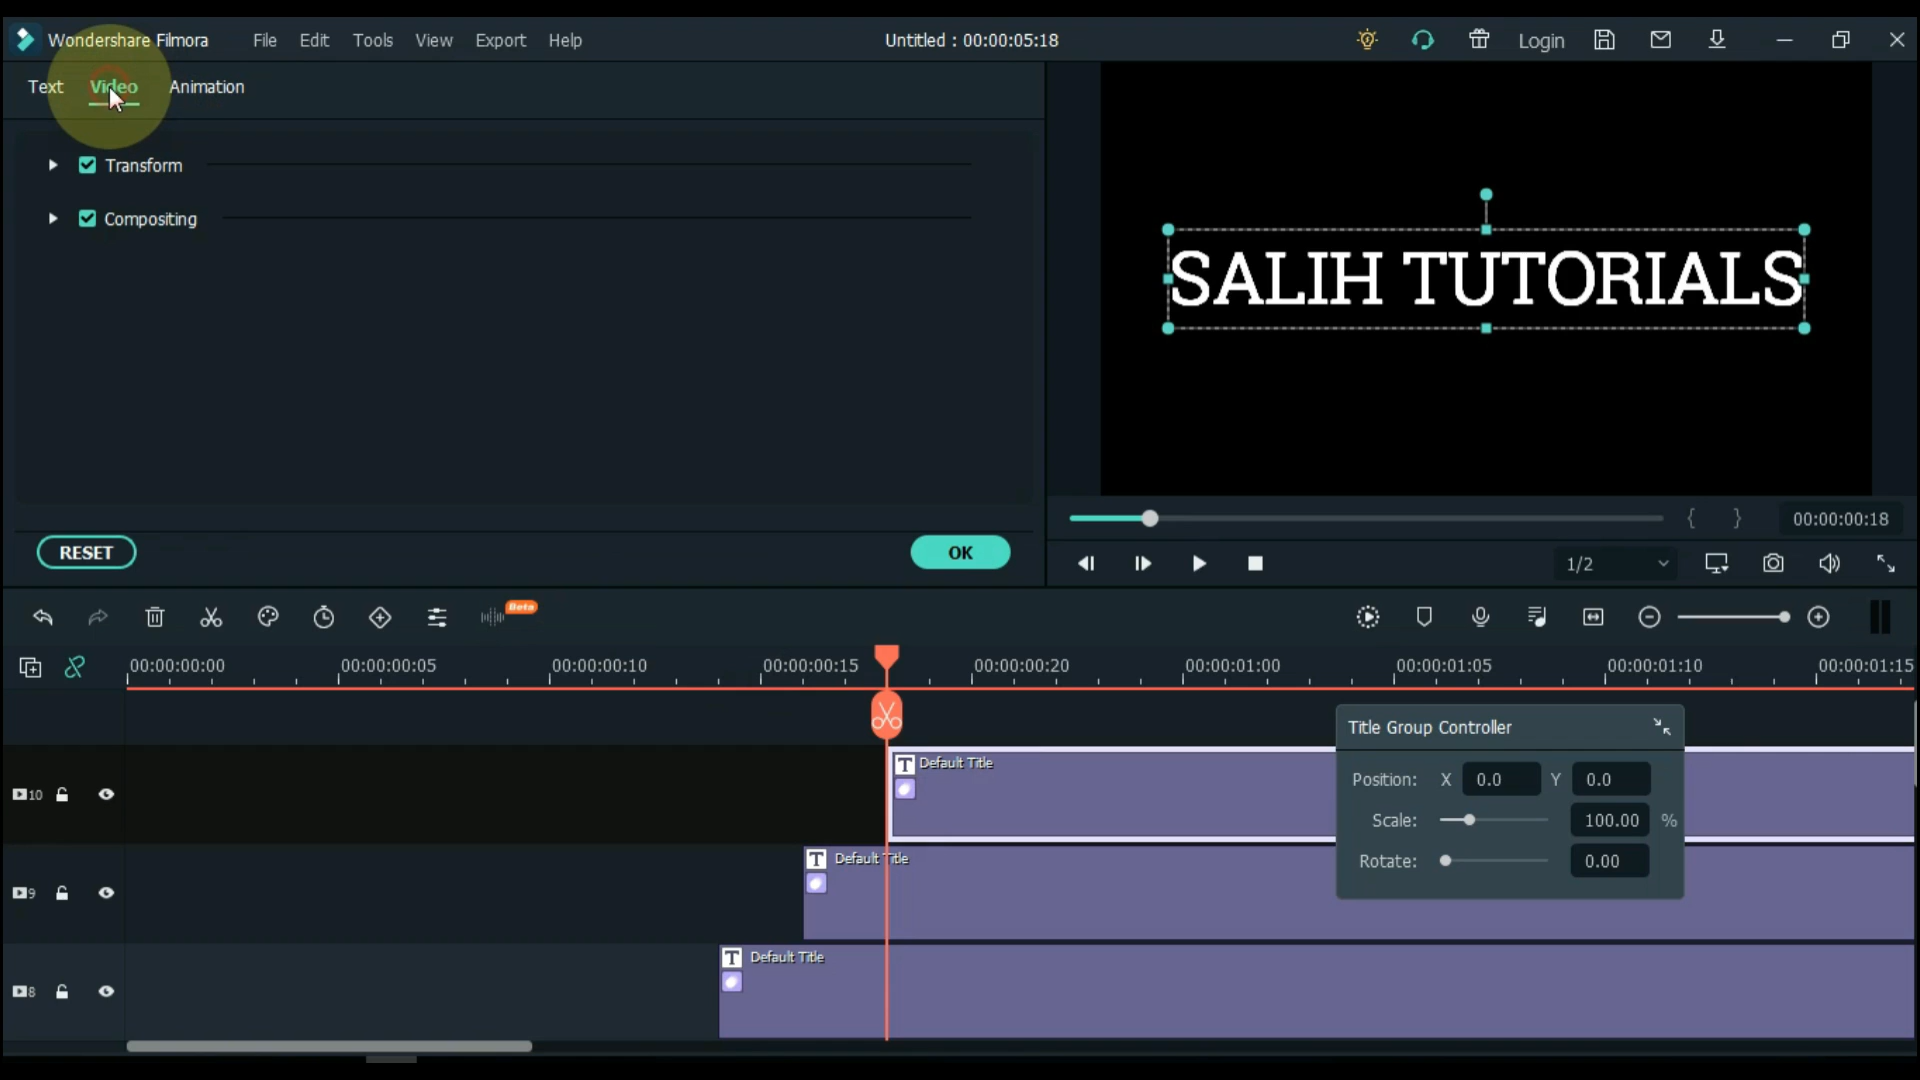 Wondershare Filmora File Edit Tools View Export Help Untitled : 00:00:05:18 Login
Text Video Animation
Transform
Compositing
SALIH TUTORIALS
{ } 00:00:00:18
RESET OK
1/2
Beta
00:00:00:00 00:00:00:05 00:00:00:10 00:00:00:15 00:00:00:20 00:00:01:00 00:00:01:05 00:00:01:10 00:00:01:15
Title Group Controller
T Default Title
Position: X 0.0 Y 0.0
10
Scale: 100.00 %
T Default Title
Rotate: 0.00
9
T Default Title
8